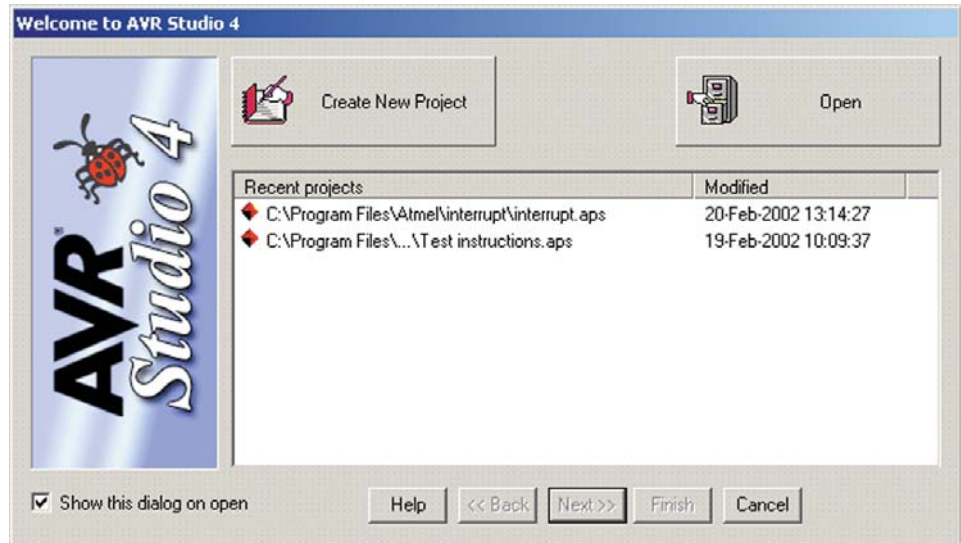 Welcome to AVR Studio 4
Create New Project
Open
AVR®
Studio 4
Recent projects Modified
C:\Program Files\Atmel\interrupt\interrupt.aps 20-Feb-2002 13:14:27
C:\Program Files\...\Test instructions.aps 19-Feb-2002 10:09:37
Show this dialog on open
Help << Back Next >> Finish Cancel